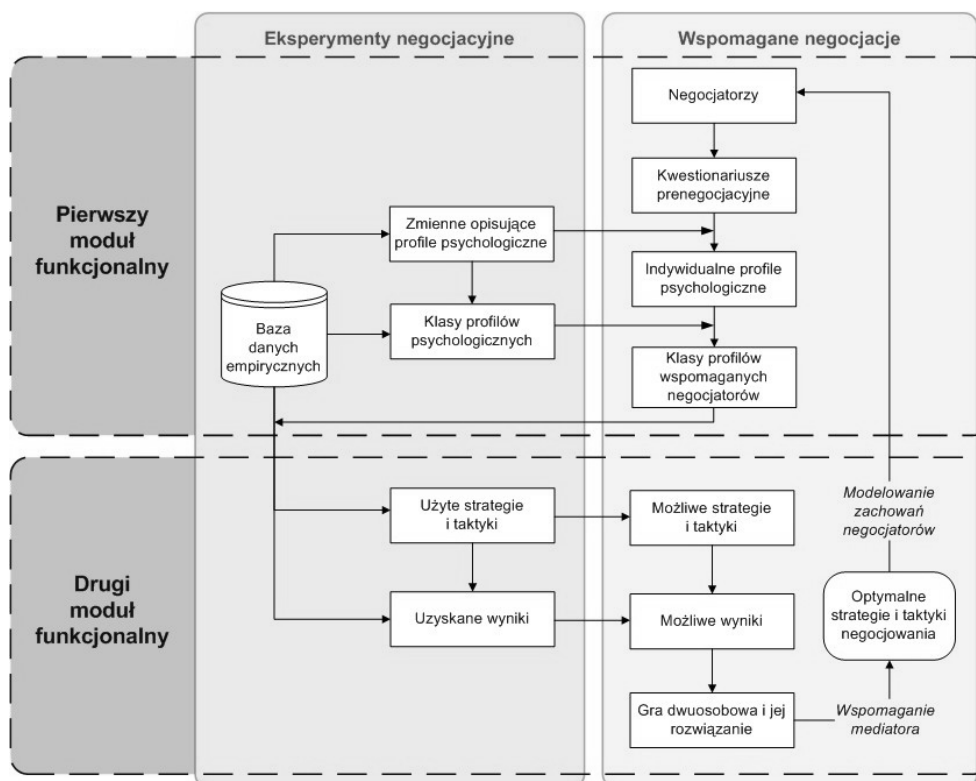 Eksperymenty negocjacyjne
Wspomagane negocjacje
Pierwszy
moduł
funkcjonalny
Negocjatorzy
Kwestionariusze
prenegocjacyjne
Zmienne opisujące
profile psychologiczne
Indywidualne profile
psychologiczne
Baza
danych
empirycznych
Klasy profilów
psychologicznych
Klasy profilów
wspomaganych
negocjatorów
Drugi
moduł
funkcjonalny
Użyte strategie
i taktyki
Możliwe strategie
i taktyki
Modelowanie
zachowań
negocjatorów
Uzyskane wyniki
Możliwe wyniki
Optymalne
strategie i taktyki
negocjowania
Gra dwuosobowa i jej
rozwiązanie
Wspomaganie
mediatora